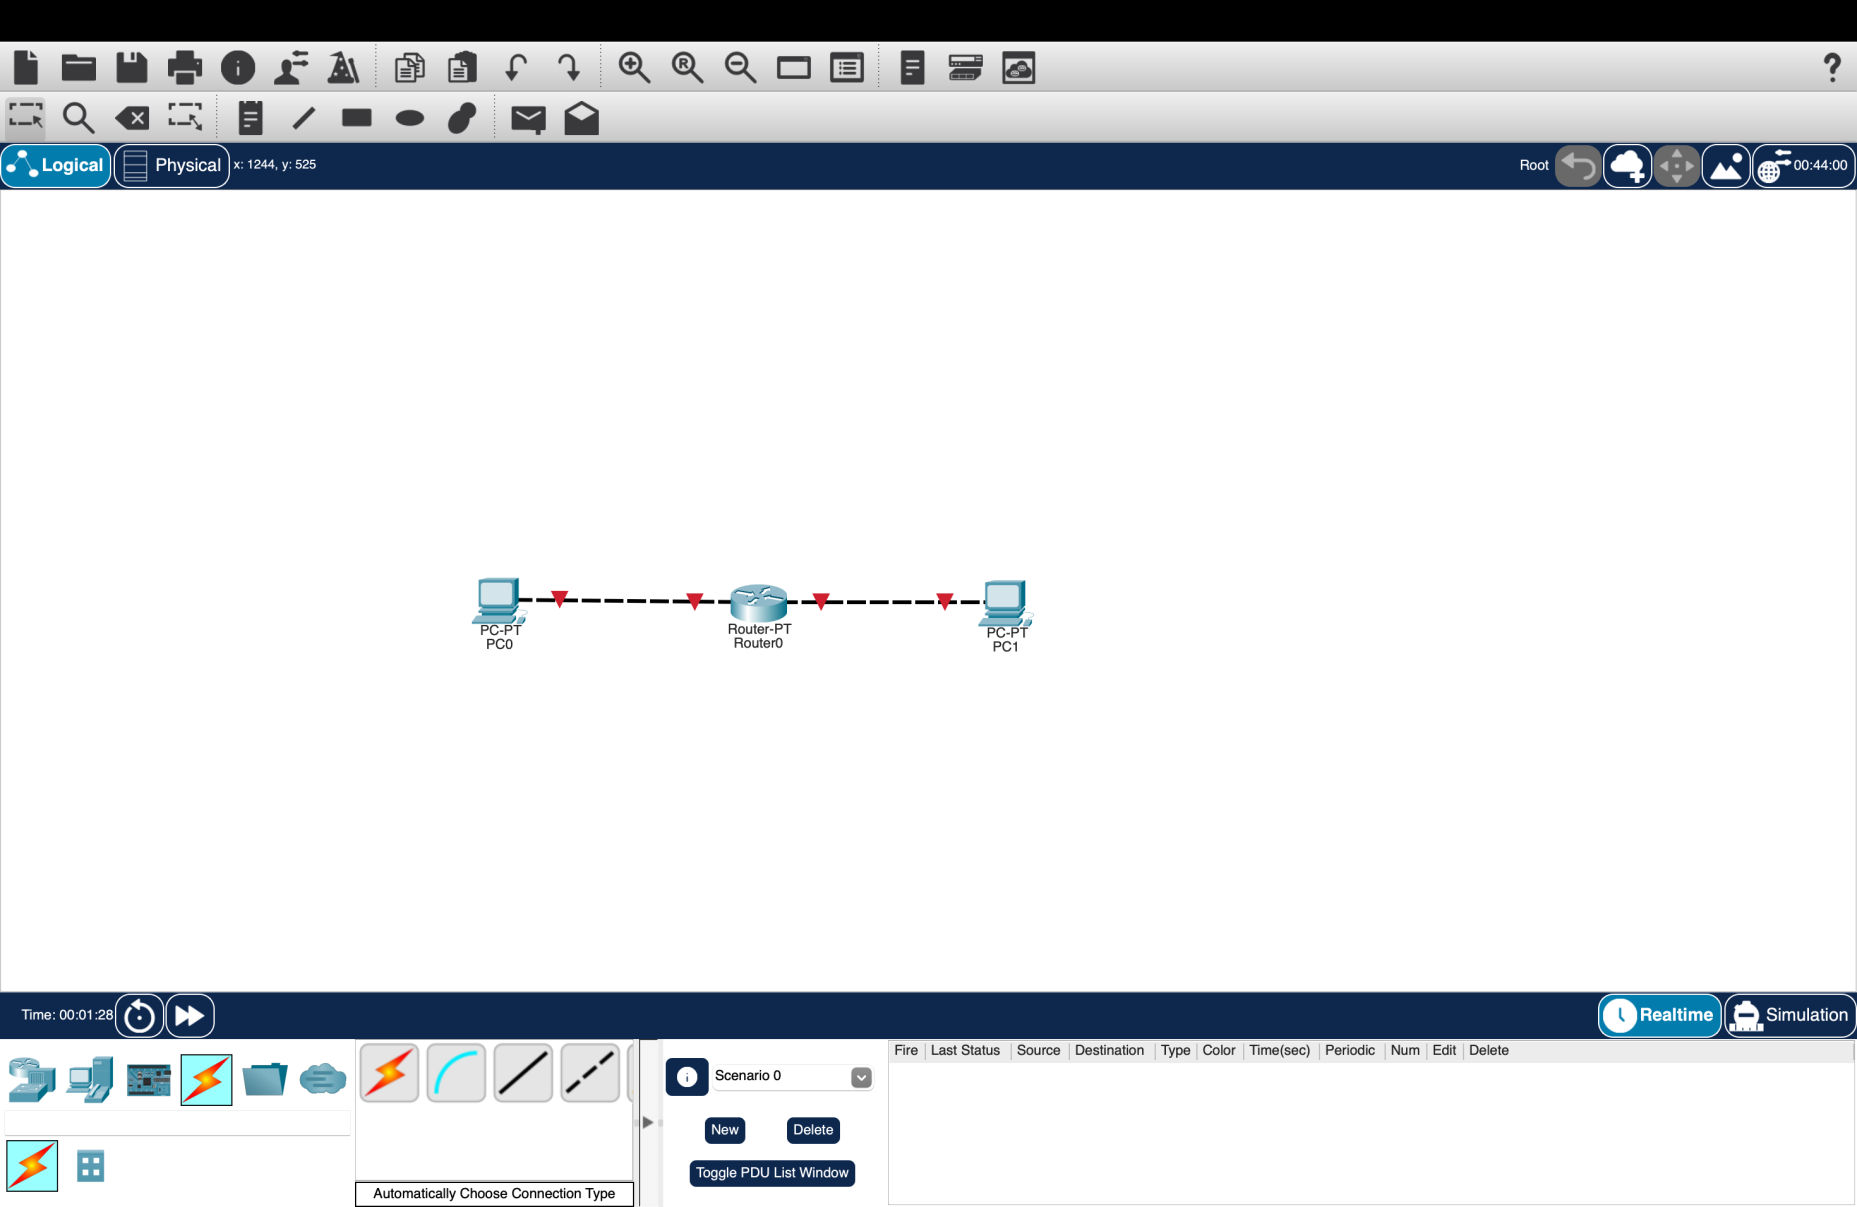 ?
Logical
Physical
x: 1244, y: 525
Root
00:44:00
PC-PT
PC0
Router-PT
Router0
PC-PT
PC1
Time: 00:01:28
Realtime
Simulation
Scenario 0
New
Delete
Toggle PDU List Window
Fire Last Status Source Destination Type Color Time(sec) Periodic Num Edit Delete
Automatically Choose Connection Type